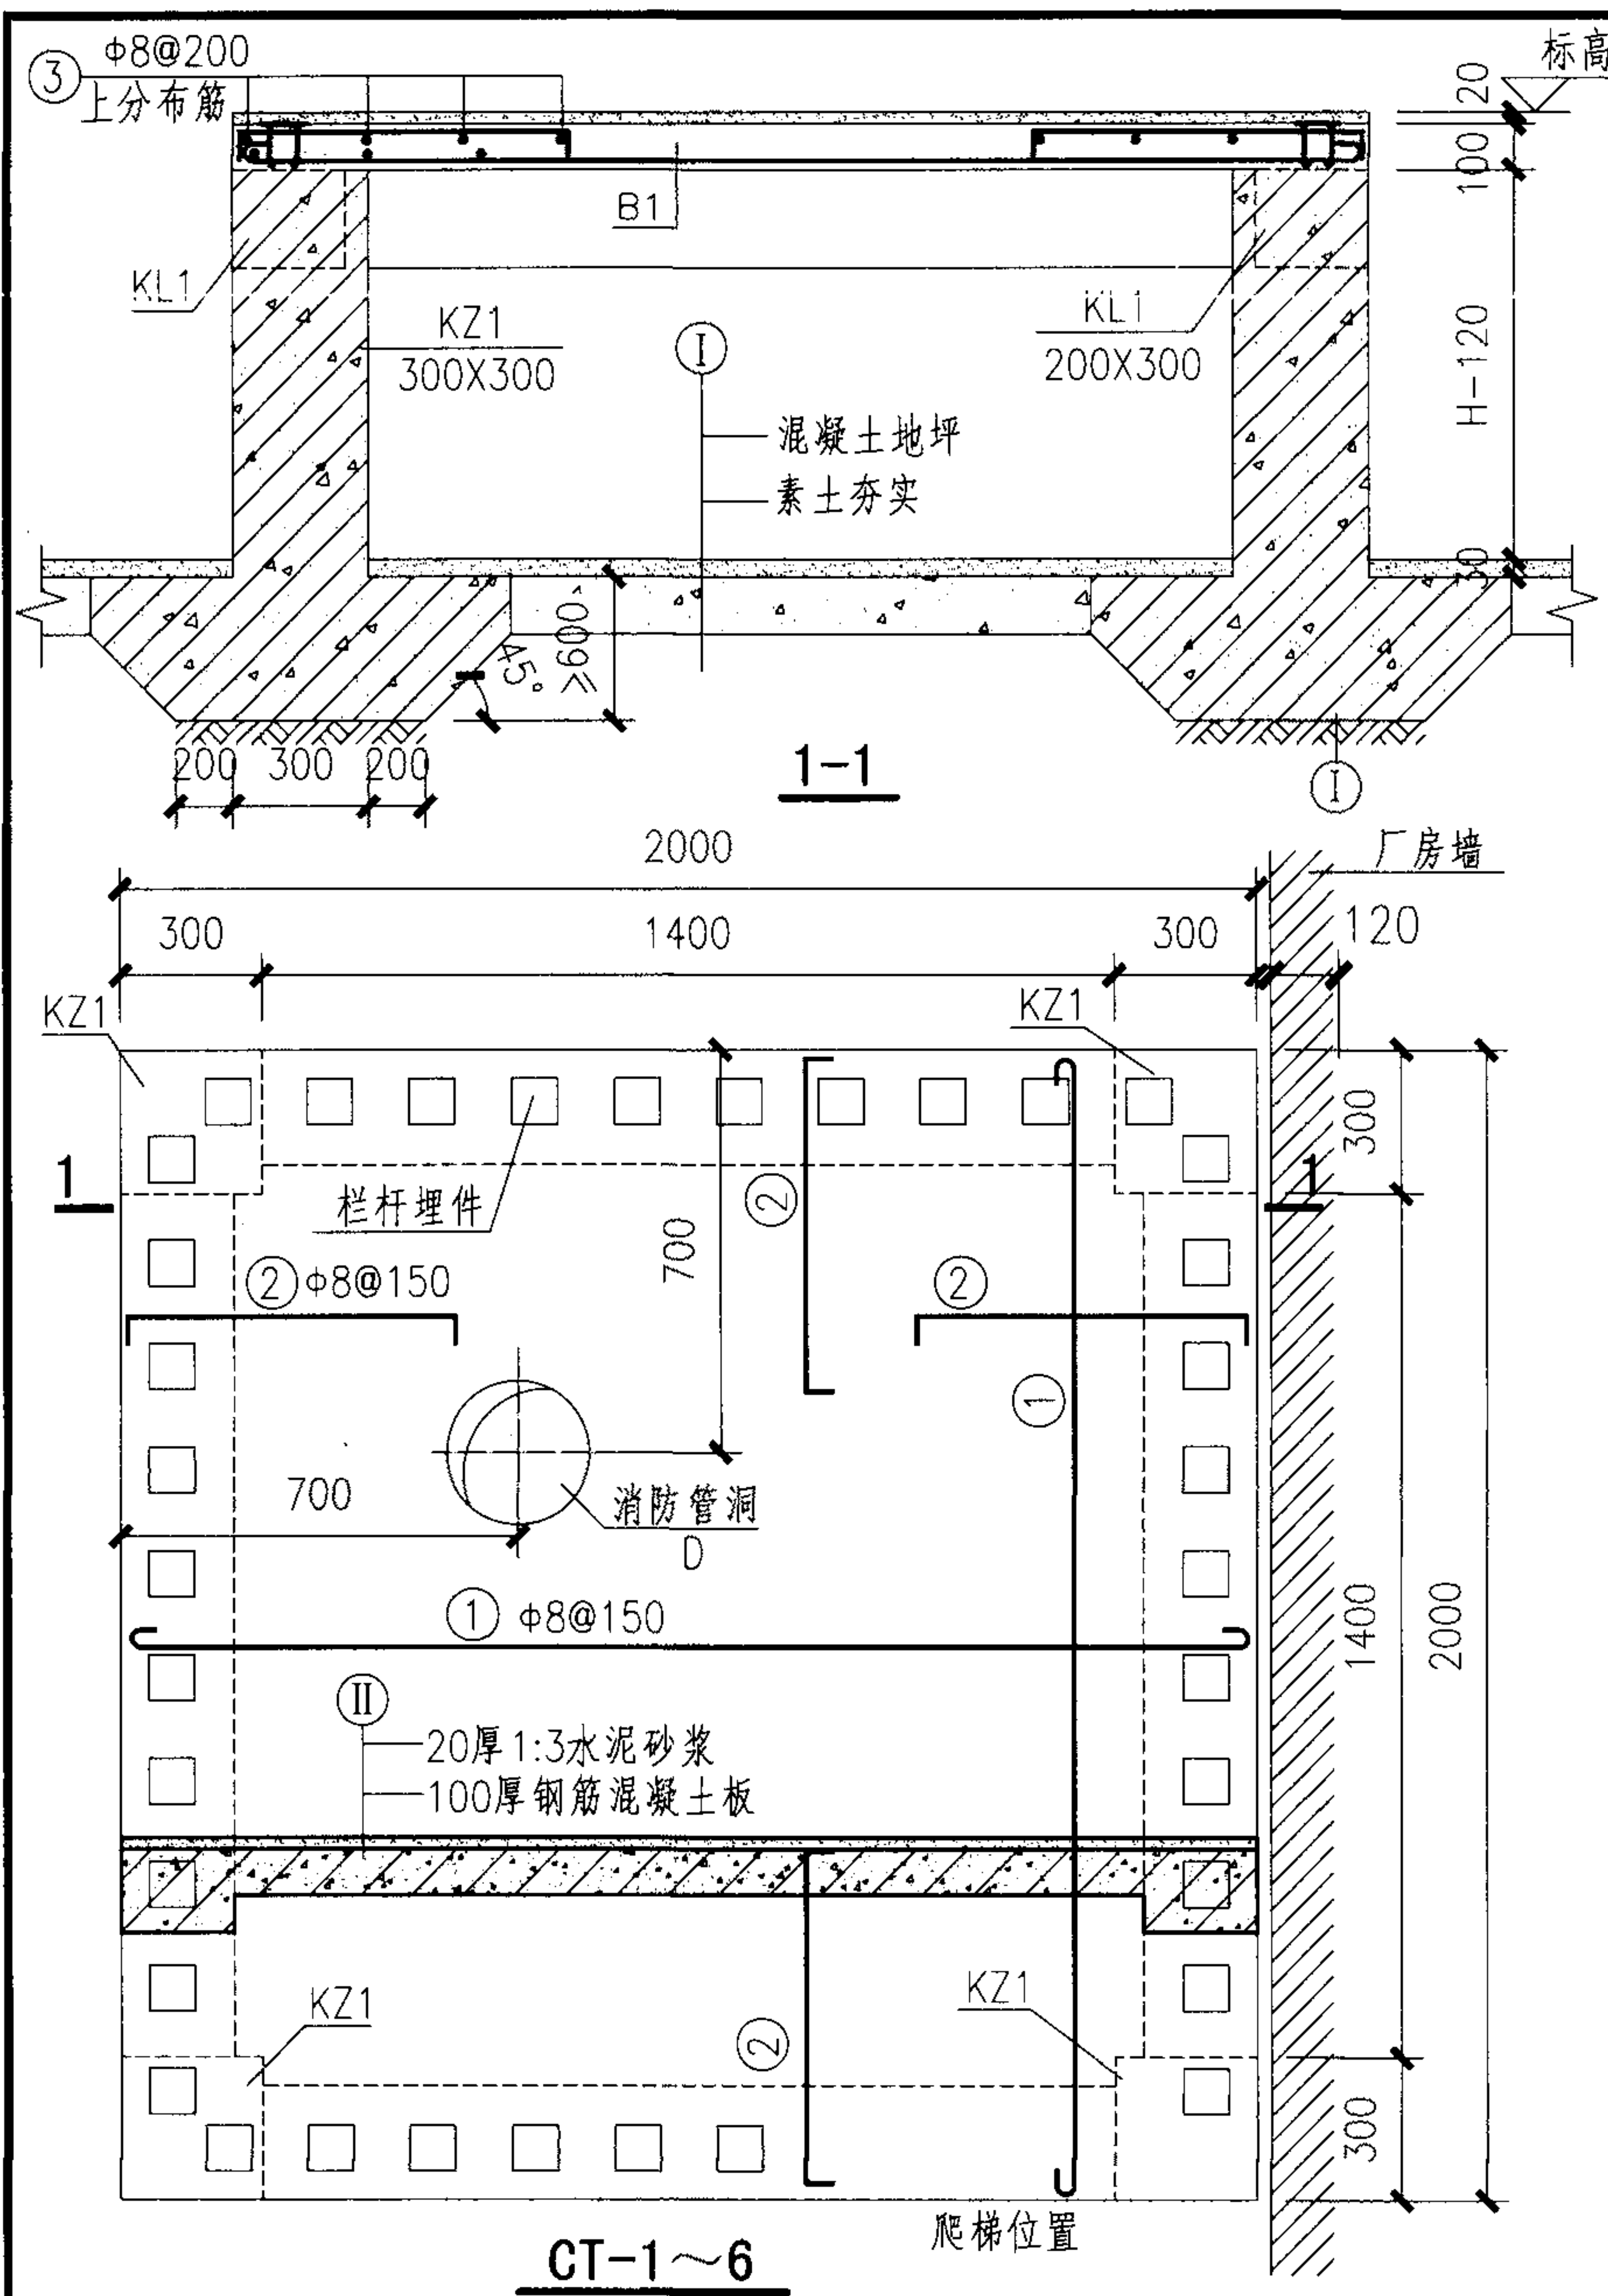 ③ φ8@200
上分布筋
标高
20
100
B1
KL1
KZ1
300X300
KL1
200X300
H-120
Ⅰ
混凝土地坪
素土夯实
30
≥600
45°
200 300 200
1-1
Ⅰ
厂房墙
2000
300 1400 300 120
KZ1
KZ1
300
1
1
栏杆埋件
②
700
② φ8@150
②
①
700
消防管洞
D
① φ8@150
1400
2000
Ⅱ
20厚1:3水泥砂浆
100厚钢筋混凝土板
KZ1
KZ1
②
300
爬梯位置
CT-1～6